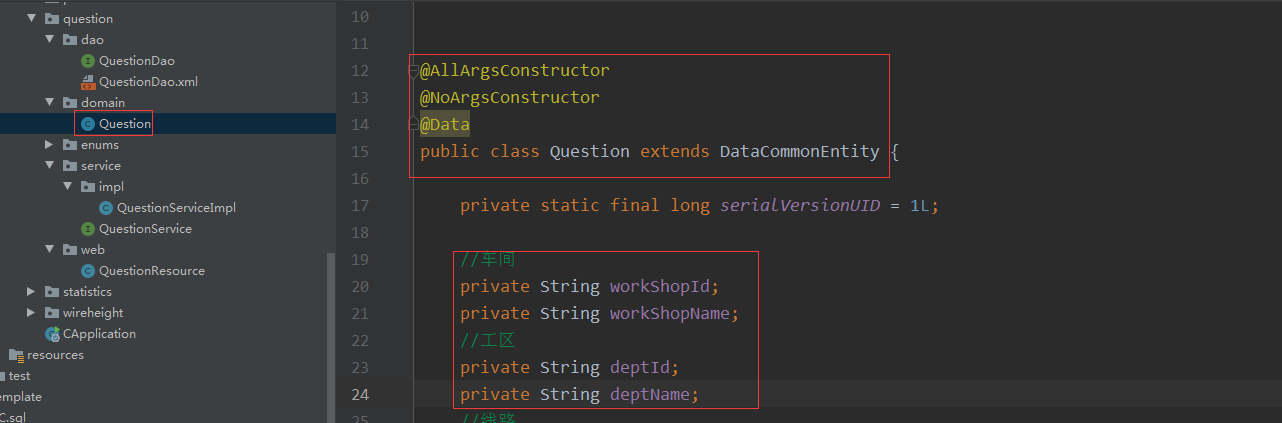 question
dao
QuestionDao
QuestionDao.xml
domain
Question
enums
service
impl
QuestionServiceImpl
QuestionService
web
QuestionResource
statistics
wireheight
CApplication
resources
test
emplate
C.sql
10
11
12 @AllArgsConstructor
13 @NoArgsConstructor
14 @Data
15 public class Question extends DataCommonEntity {
16
17 private static final long serialVersionUID = 1L;
18
19 //车间
20 private String workShopId;
21 private String workShopName;
22 //工区
23 private String deptId;
24 private String deptName;
25 //线路